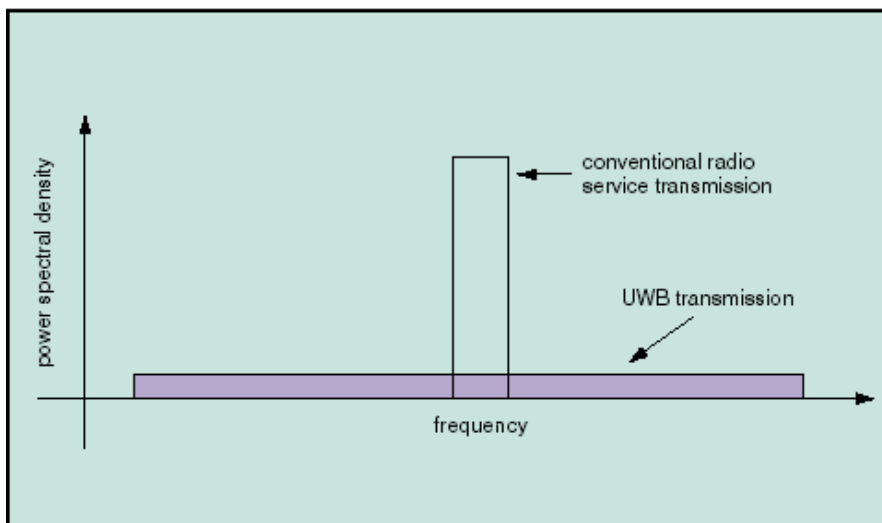 power spectral density
conventional radio
service transmission
UWB transmission
frequency